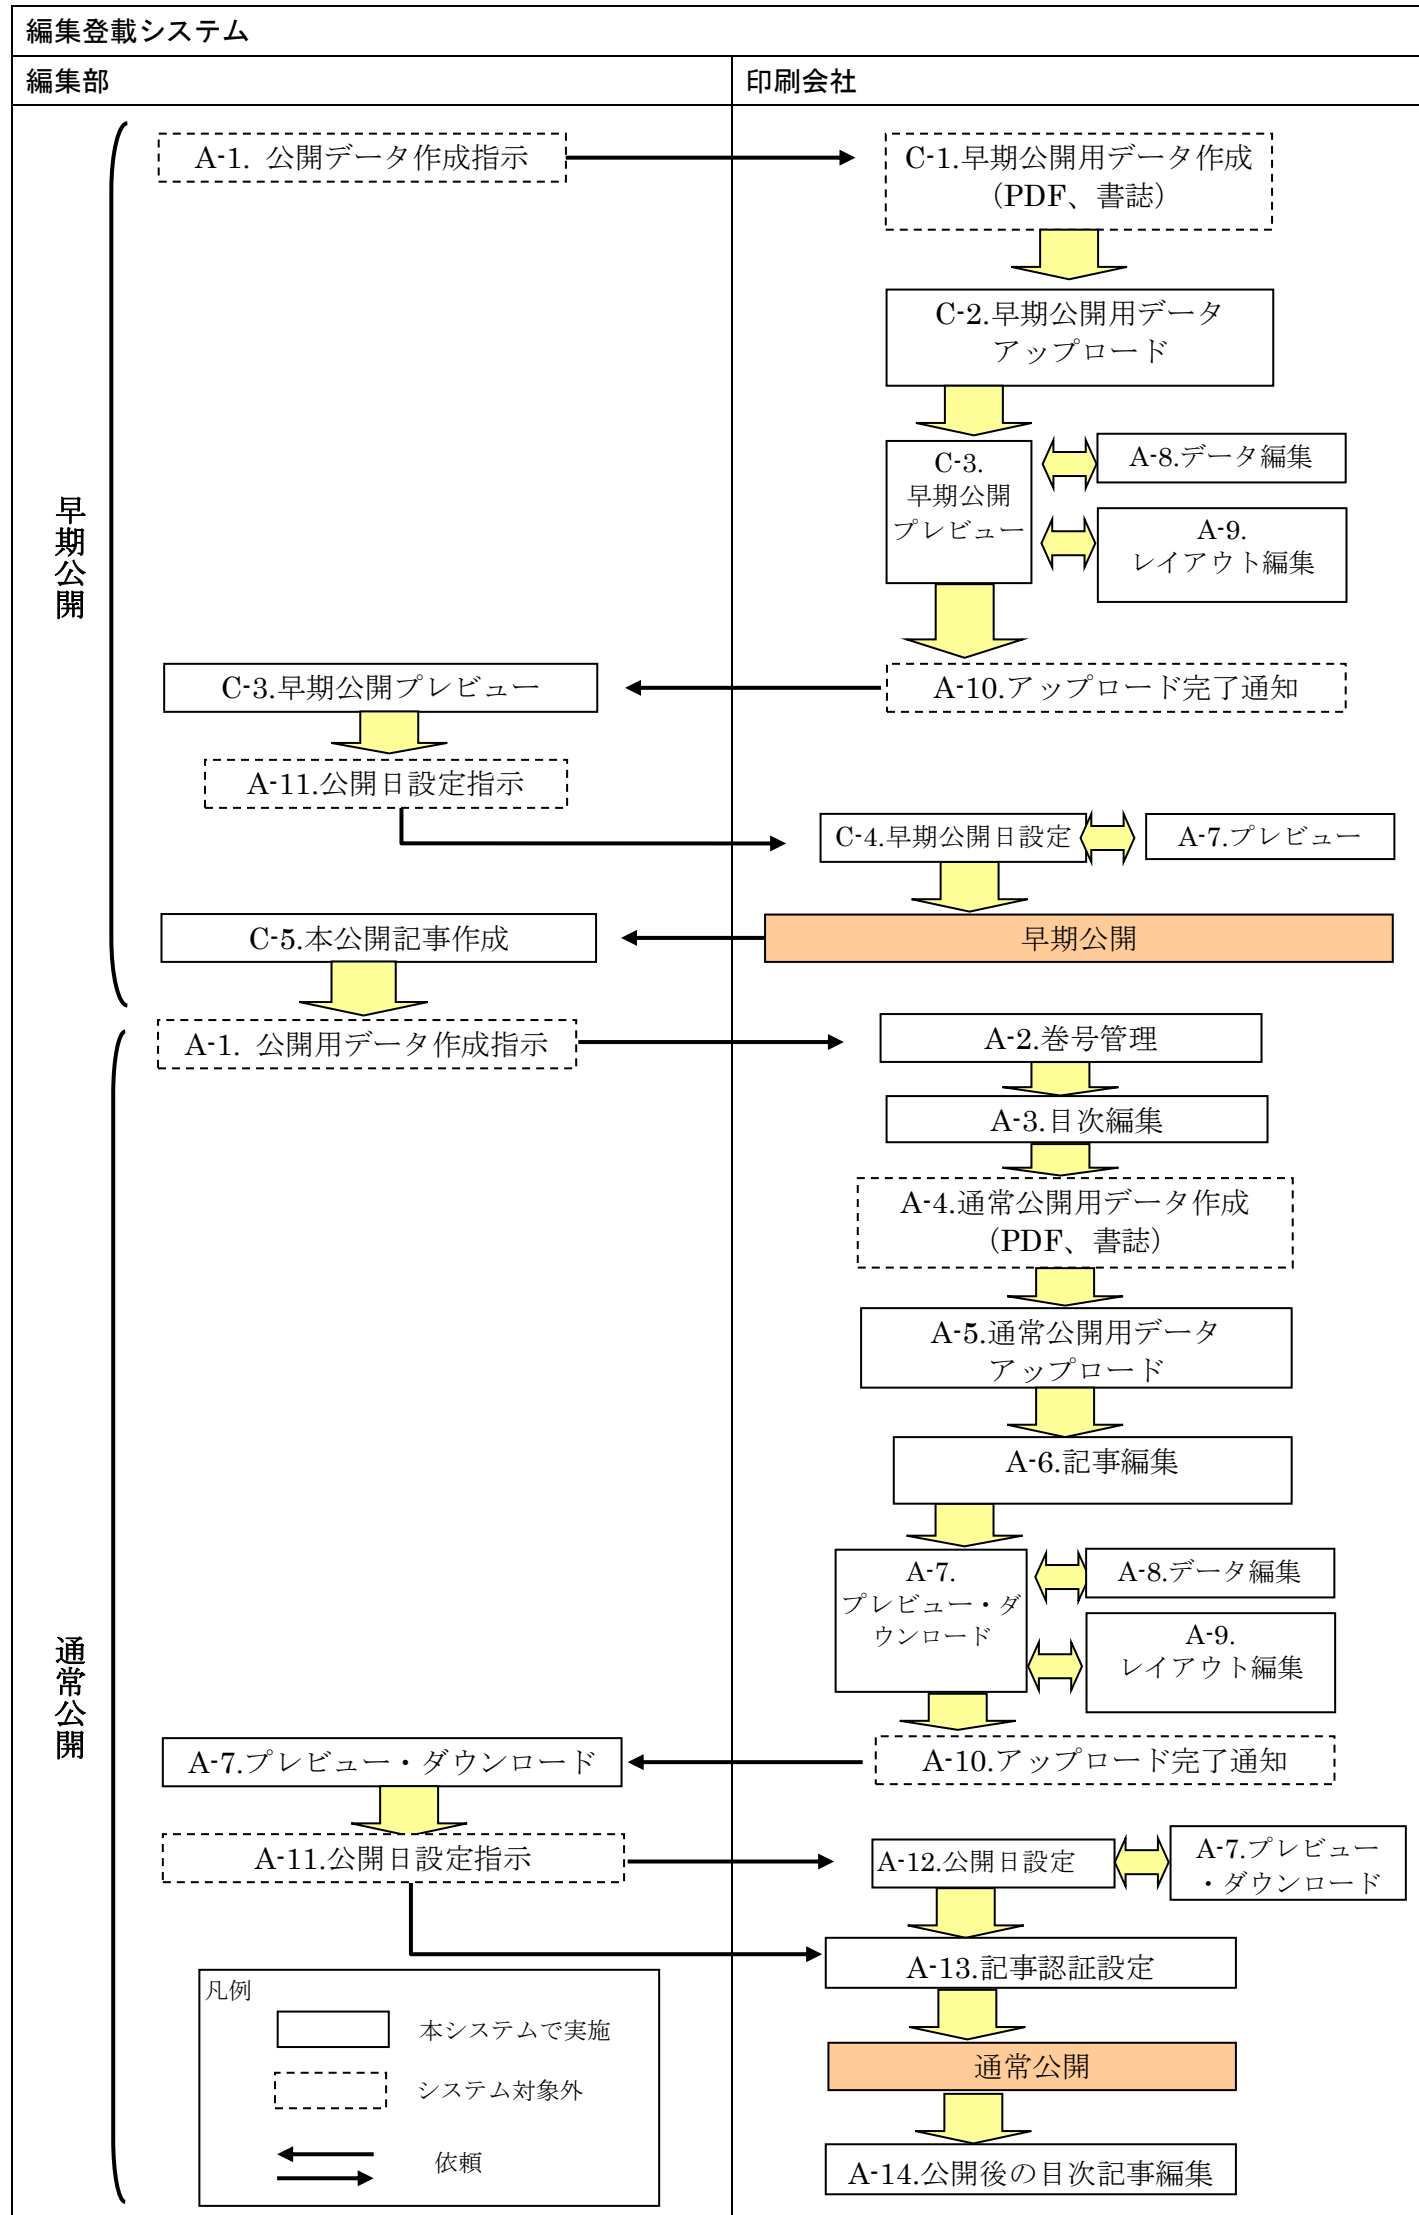 編集登載システム
編集部
印刷会社
早期公開
A-1. 公開データ作成指示
C-1.早期公開用データ作成
（PDF、書誌）
C-2.早期公開用データ
アップロード
C-3.
早期公開
プレビュー
A-8.データ編集
A-9.
レイアウト編集
C-3.早期公開プレビュー
A-10.アップロード完了通知
A-11.公開日設定指示
C-4.早期公開日設定
A-7.プレビュー
C-5.本公開記事作成
早期公開
通常公開
A-1. 公開用データ作成指示
A-2.巻号管理
A-3.目次編集
A-4.通常公開用データ作成
（PDF、書誌）
A-5.通常公開用データ
アップロード
A-6.記事編集
A-7.
プレビュー・ダ
ウンロード
A-8.データ編集
A-9.
レイアウト編集
A-7.プレビュー・ダウンロード
A-10.アップロード完了通知
A-11.公開日設定指示
A-12.公開日設定
A-7.プレビュー
・ダウンロード
A-13.記事認証設定
通常公開
A-14.公開後の目次記事編集
凡例
本システムで実施
システム対象外
依頼